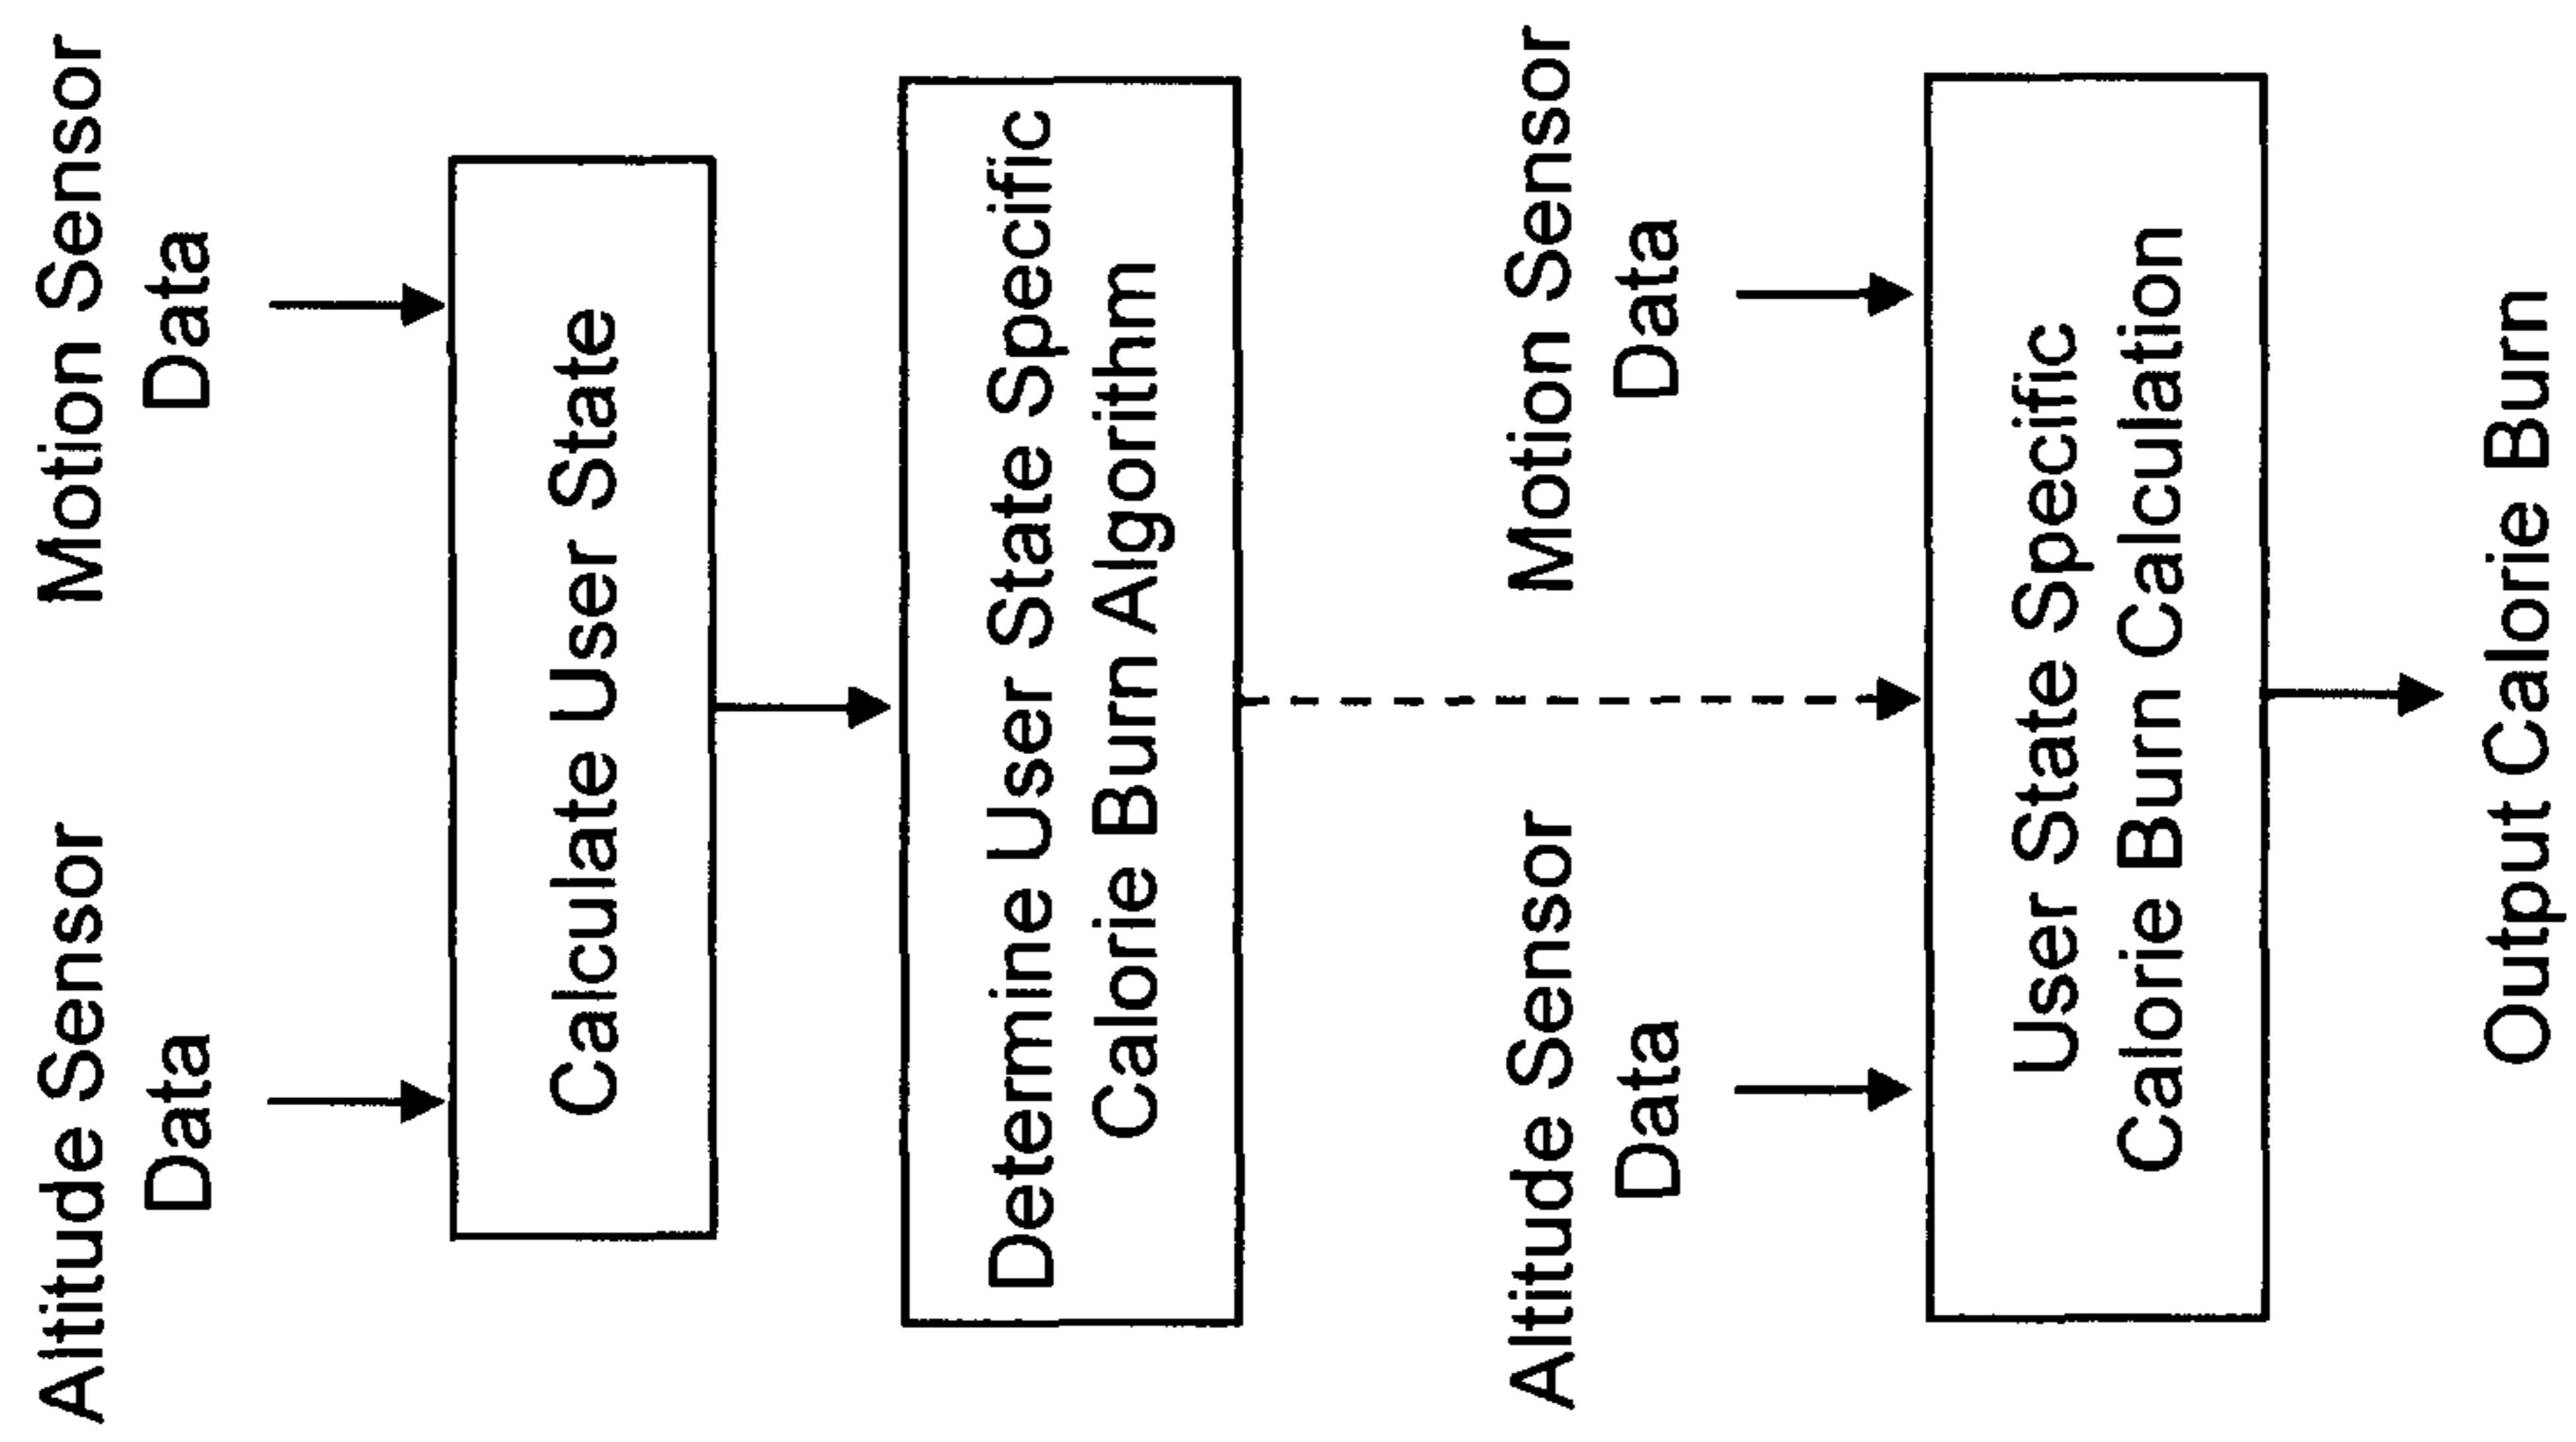 Altitude Sensor
Data
Motion Sensor
Data
Calculate User State
Determine User State Specific
Calorie Burn Algorithm
Altitude Sensor
Data
Motion Sensor
Data
User State Specific
Calorie Burn Calculation
Output Calorie Burn